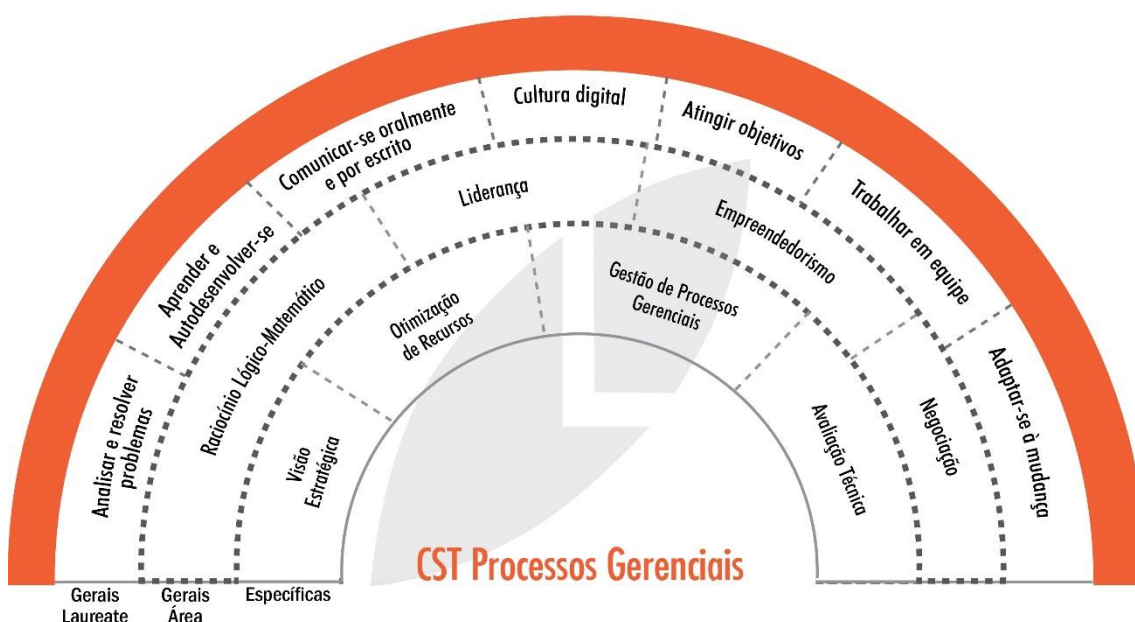 Analisar e resolver
problemas
Aprender e
Autodesenvolver-se
Comunicar-se oralmente
e por escrito
Cultura digital
Atingir objetivos
Trabalhar em equipe
Adaptar-se à mudança
Raciocínio Lógico-Matemático
Liderança
Empreendedorismo
Negociação
Visão
Estratégica
Otimização
de Recursos
Gestão de Processos
Gerenciais
Avaliação Técnica
CST Processos Gerenciais
Gerais
Laureate
Gerais
Área
Específicas